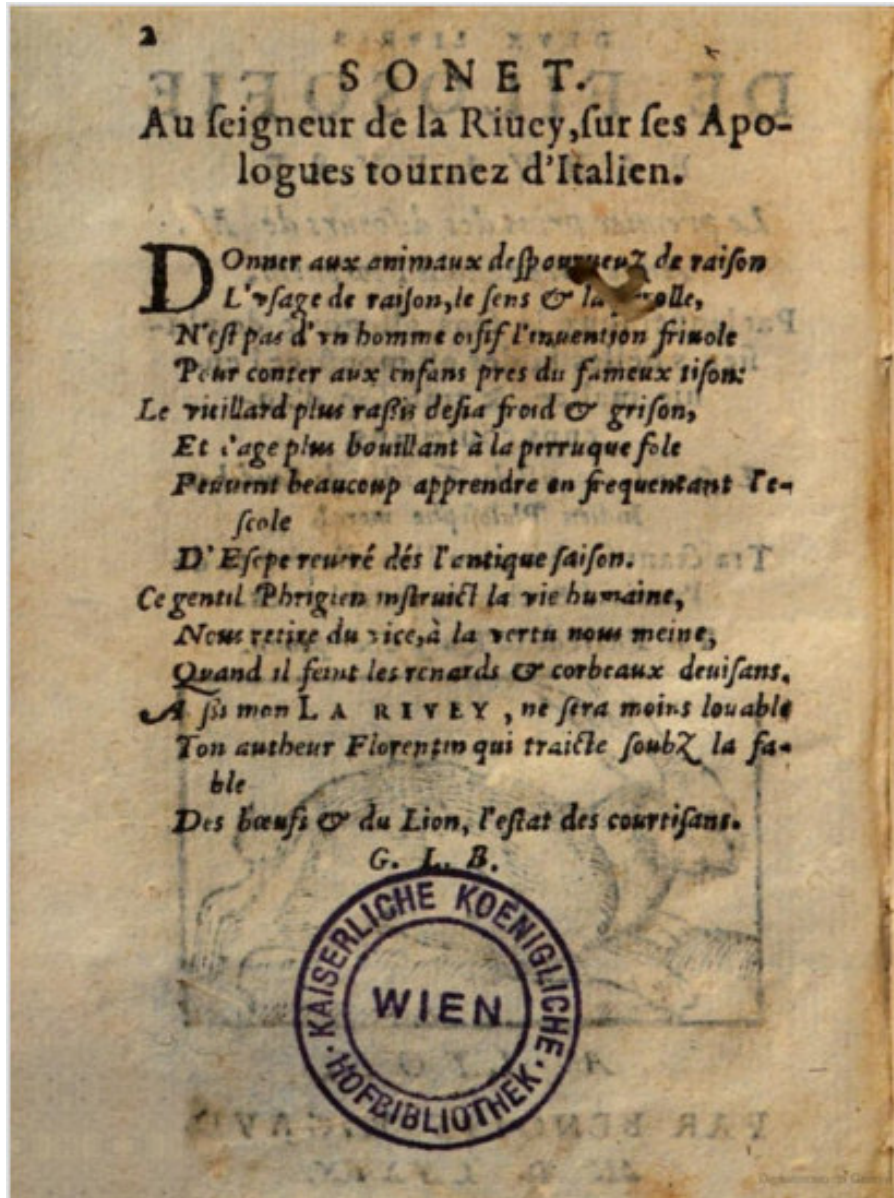 2
SONET.
Au ſeigneur de la Riuey, ſur ſes Apo-
logues tournez d'Italien.
DOnner aux animaux deſpourueuz de raiſon
L'vſage de raiſon, le ſens & la parolle,
N'eſt pas d'vn homme oiſif l'inuention friuole
Pour conter aux enfans pres du fameux tiſon:
Le vieillard plus raſsis deſia froid & griſon,
Et l'age plus bouillant à la perruque fole
Peuuent beaucoup apprendre en frequentant l'e-
ſcole
D'Eſope reueré dés l'antique ſaiſon.
Ce gentil Phrigien inſtruict la vie humaine,
Nous retire du vice, à la vertu nous meine,
Quand il feint les renards & corbeaux deuiſans.
Aſsi mon LA RIVEY, ne ſera moins louable
Ton autheur Florentin qui traicte ſoubz la fa-
ble
Des bœufs & du Lion, l'eſtat des courtiſans.
G. L. B.
KAISERLICHE KOENIGLICHE
WIEN
HOFBIBLIOTHEK